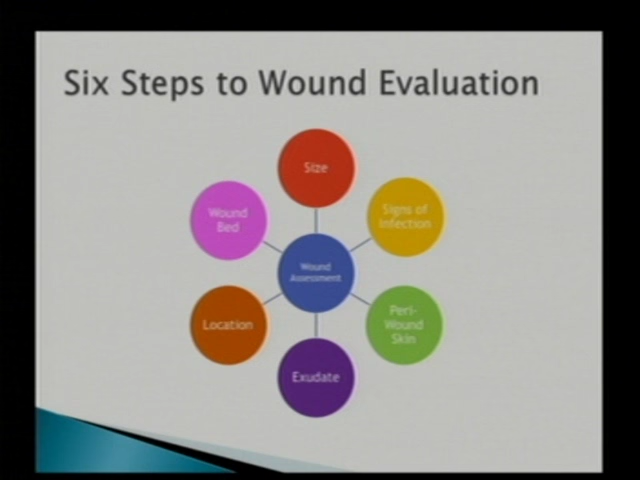 Six Steps to Wound Evaluation
Size
Signs of
Infection
Peri-
Wound
Skin
Exudate
Location
Wound
Bed
Wound
Assessment